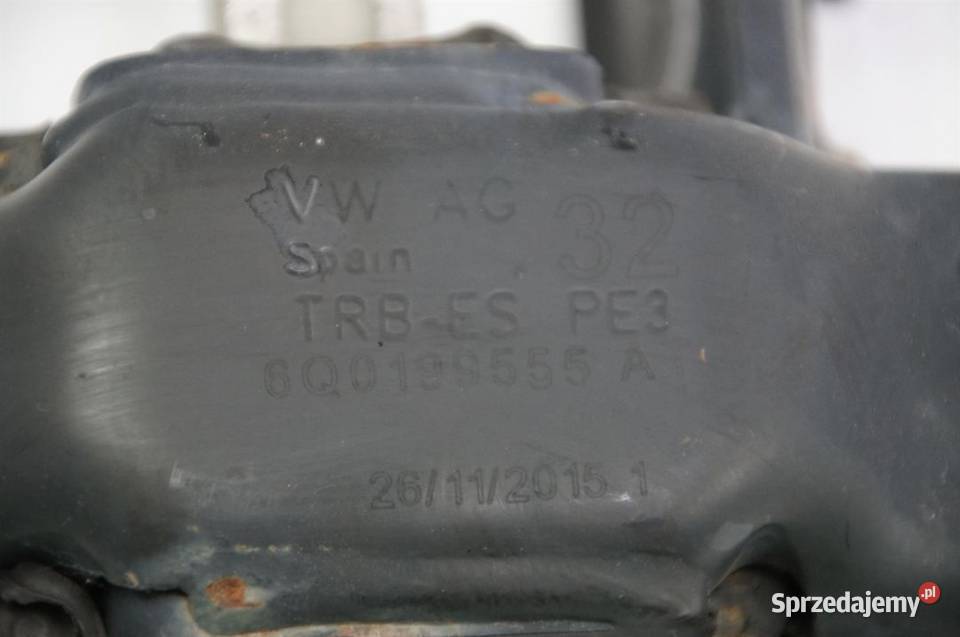 VW AG
32
Spain
TRB-ES PE3
6Q0199555 A
26/11/2015 1
Sprzedajemy.pl